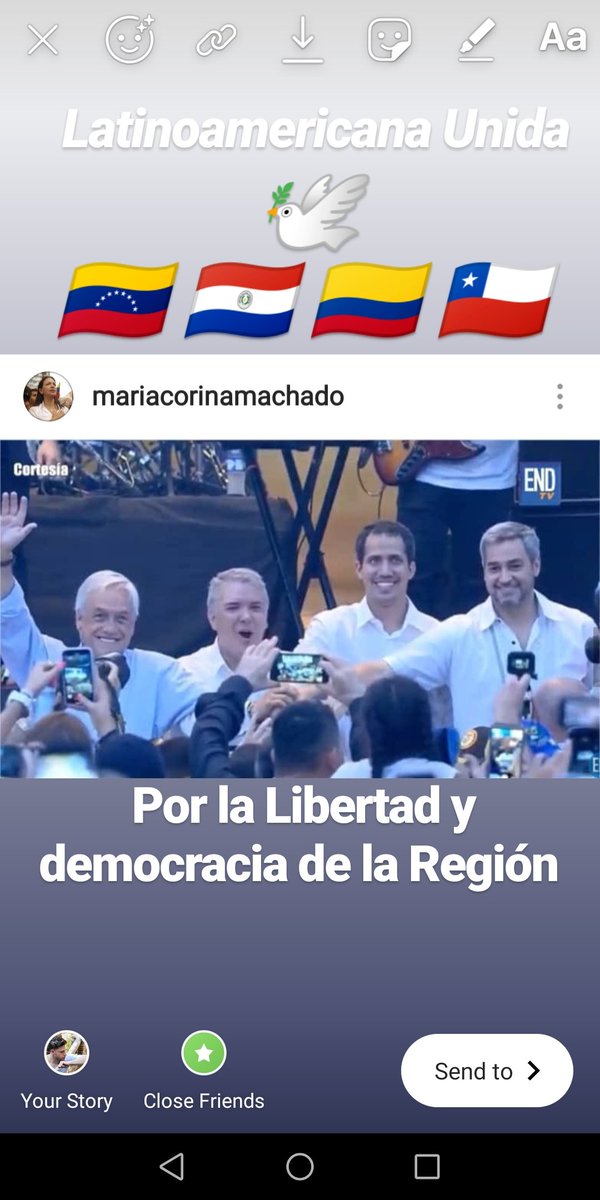 Aa
Latinoamericana Unida
mariacorinamachado
Cortesía
END
TV
Por la Libertad y
democracia de la Región
Your Story
Close Friends
Send to